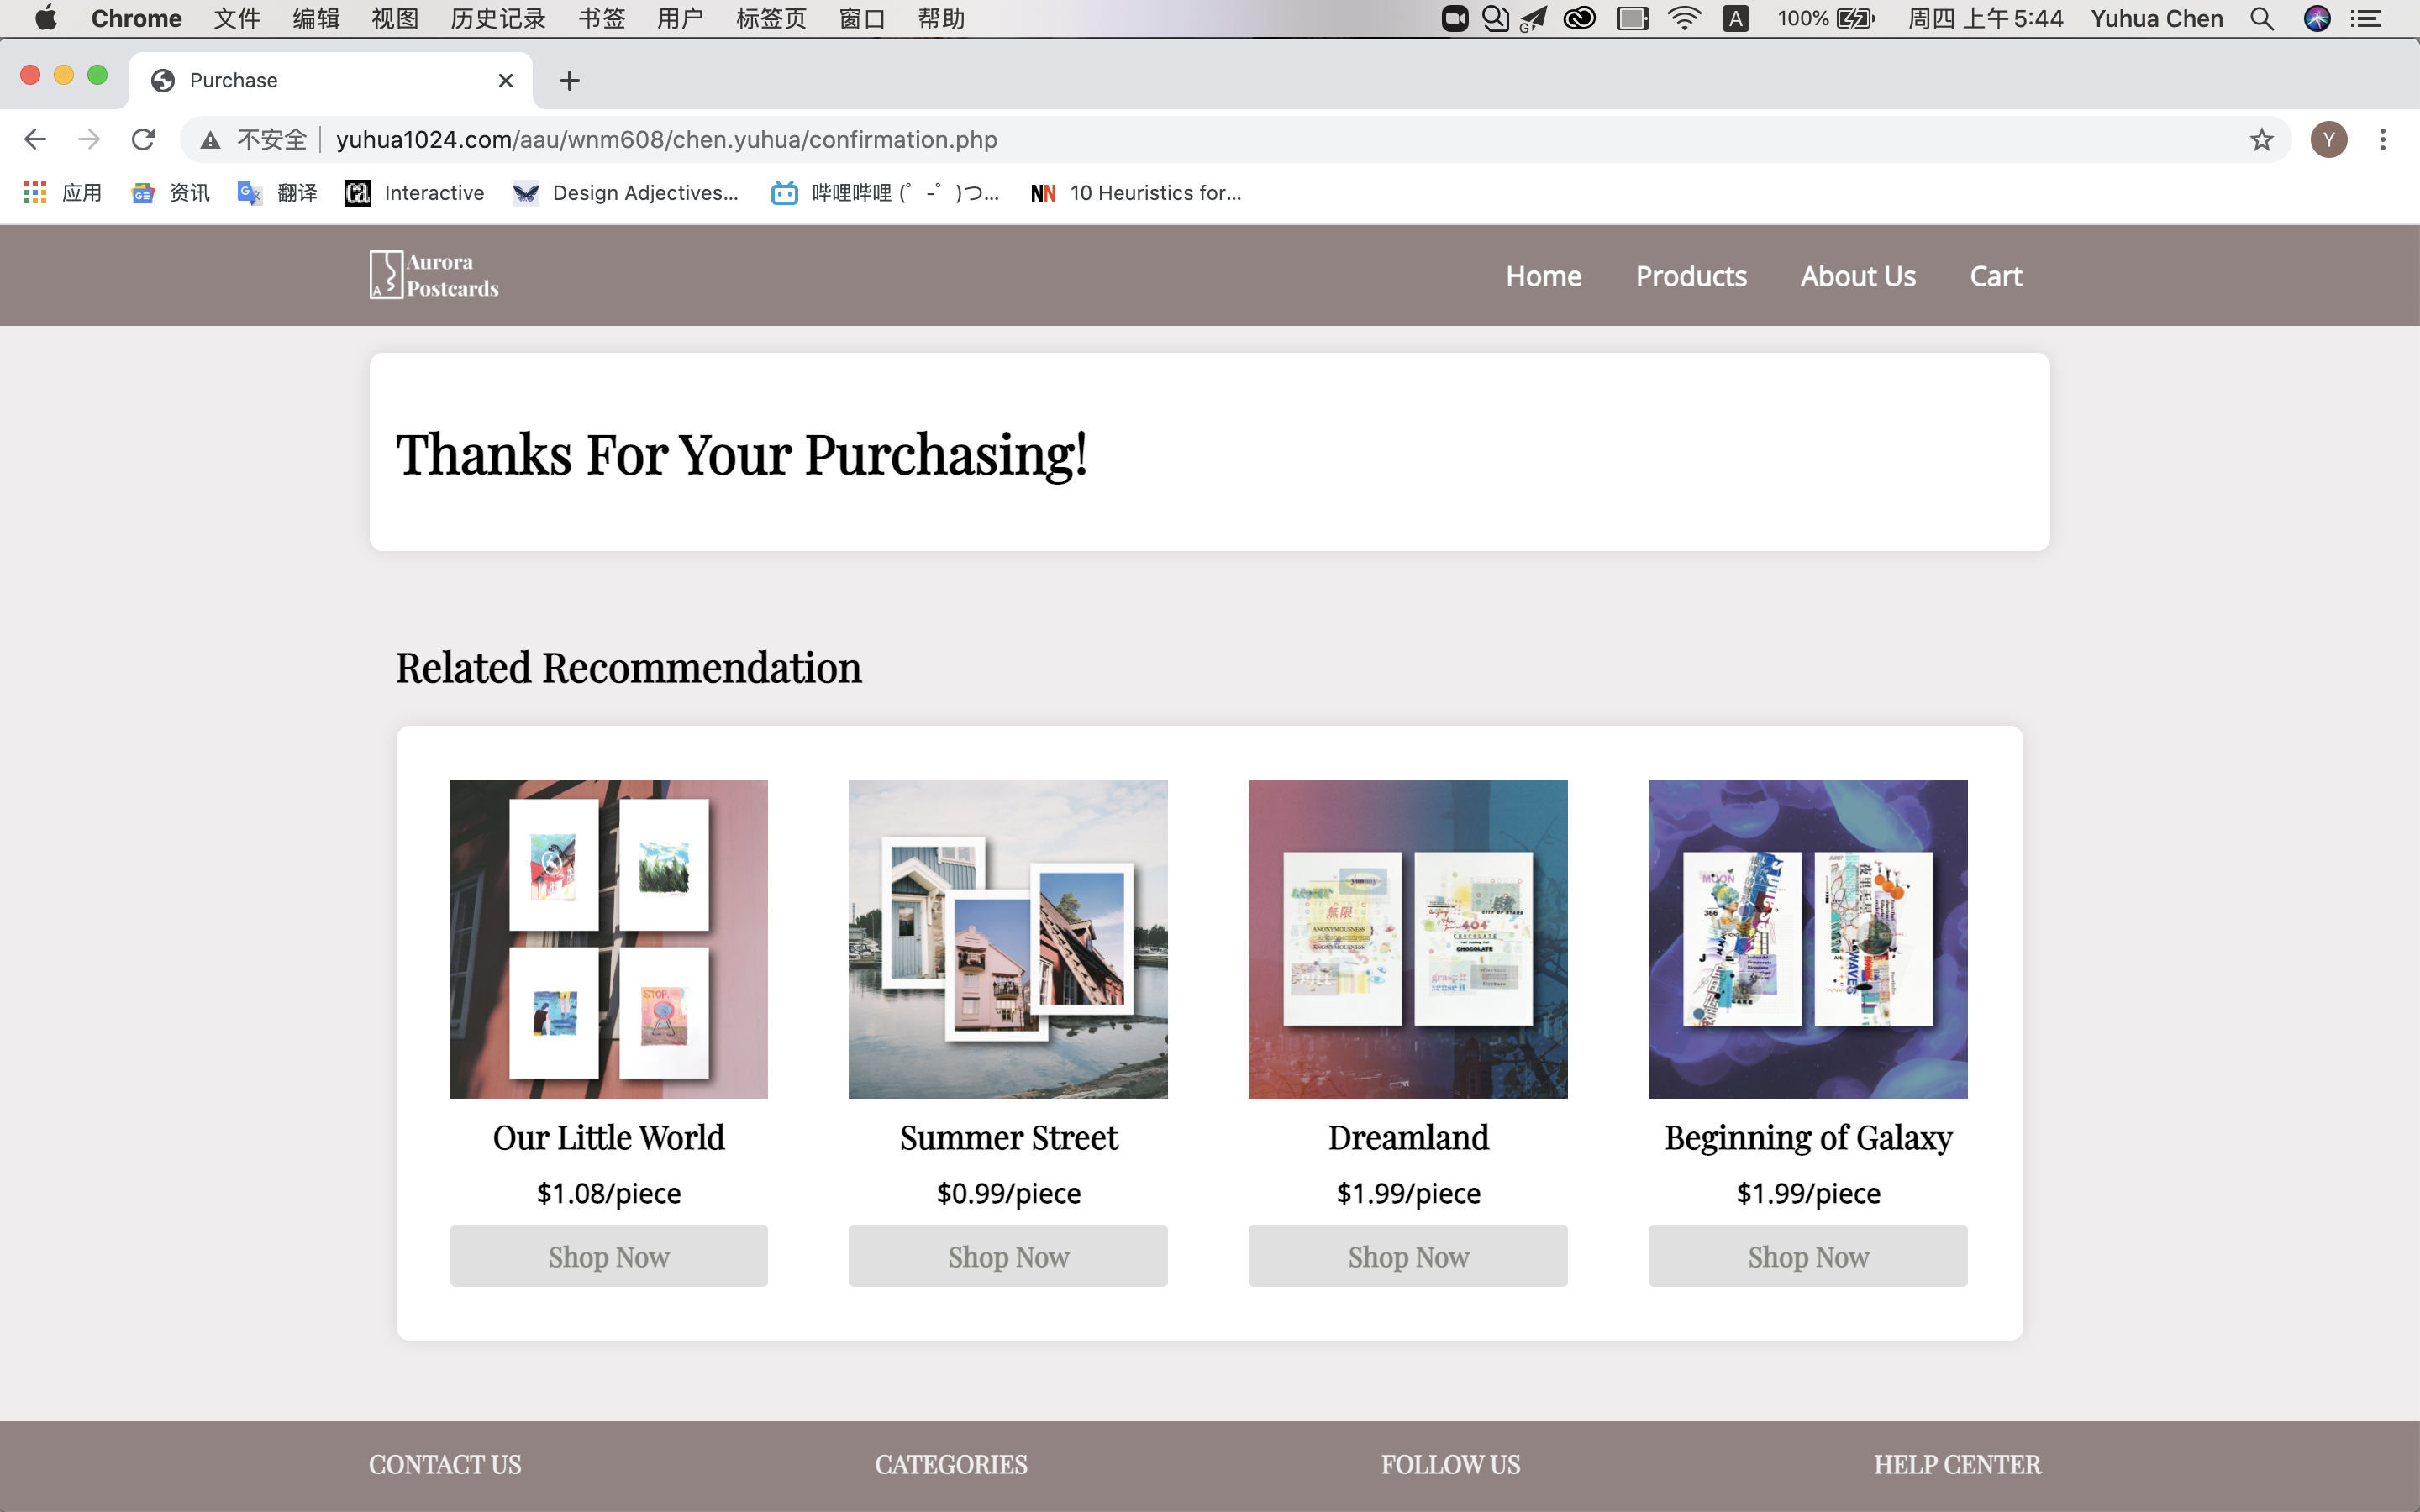 Chrome 文件 编辑 视图 历史记录 书签 用户 标签页 窗口 帮助 A 100% 周四 上午5:44 Yuhua Chen
Purchase
不安全 yuhua1024.com/aau/wnm608/chen.yuhua/confirmation.php Y
应用 资讯 翻译 Interactive Design Adjectives... 哔哩哔哩 (゜-゜)つ... NN 10 Heuristics for...
Aurora
Postcards
Home Products About Us Cart
Thanks For Your Purchasing!
Related Recommendation
Our Little World Summer Street Dreamland Beginning of Galaxy
$1.08/piece $0.99/piece $1.99/piece $1.99/piece
Shop Now Shop Now Shop Now Shop Now
CONTACT US CATEGORIES FOLLOW US HELP CENTER